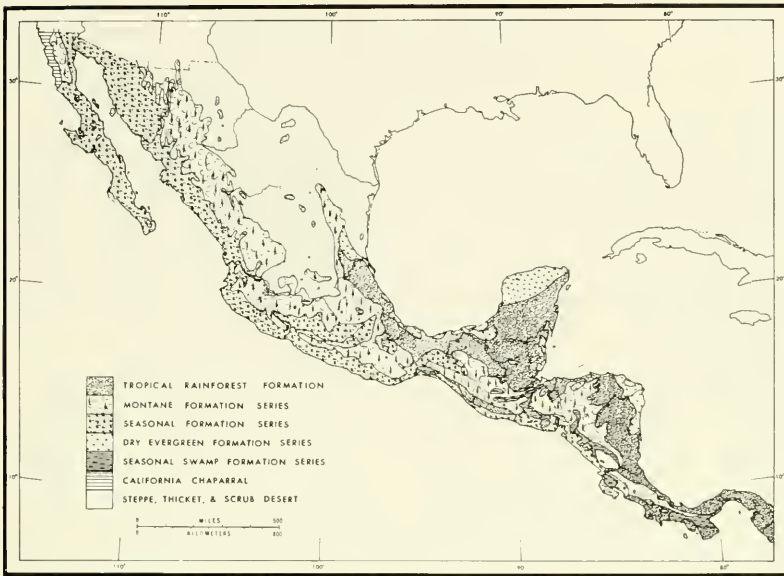 110° 100° 90° 80°
30° 30°
20° 20°
TROPICAL RAINFOREST FORMATION
MONTANE FORMATION SERIES
SEASONAL FORMATION SERIES
DRY EVERGREEN FORMATION SERIES
SEASONAL SWAMP FORMATION SERIES
10° 10°
CALIFORNIA CHAPARRAL
STEPPE, THICKET, & SCRUB DESERT
0 MILES 500
0 KILOMETERS 800
110° 100° 90 80°